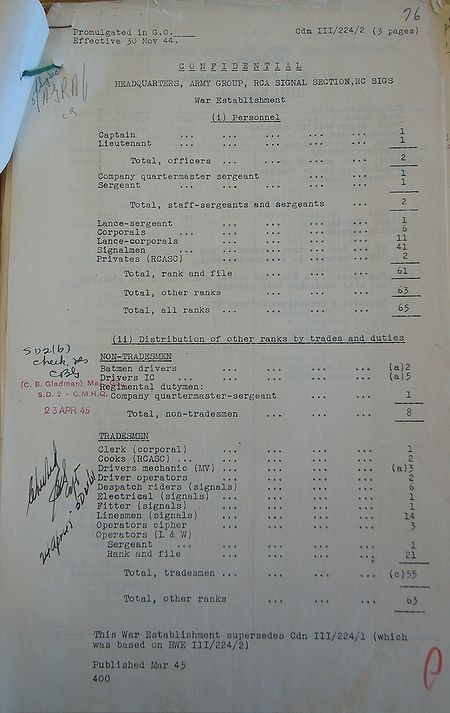 76
Promulgated in G.O.____ Cdn III/224/2 (3 pages)
Effective 30 Nov 44.
CONFIDENTIAL
HEADQUARTERS, ARMY GROUP, RCA SIGNAL SECTION, RC SIGS
War Establishment
(i) Personnel
Captain ... ... ... ... ... 1
Lieutenant ... ... ... ... ... 1
Total, officers ... ... ... ... ... 2
Company quartermaster sergeant ... ... ... 1
Sergeant ... ... ... ... ... 1
Total, staff-sergeants and sergeants ... ... 2
Lance-sergeant ... ... ... ... 1
Corporals ... ... ... ... ... 6
Lance-corporals ... ... ... ... 11
Signalmen ... ... ... ... 41
Privates (RCASC) ... ... ... ... 2
Total, rank and file ... ... ... ... 61
Total, other ranks ... ... ... ... 63
Total, all ranks ... ... ... ... ... 65
(ii) Distribution of other ranks by trades and duties
SD2(b)
check,
NON-TRADESMEN
Batmen drivers ... ... ... ... (a)2
Drivers IC ... ... ... ... ... (a)5
Regimental dutymen:
Company quartermaster-sergeant ... ... ... 1
Total, non-tradesmen ... ... ... ... 8
(C. B. Gladman) Ma
S.D. 2 - C.M.H.Q.
23 APR 45
TRADESMEN
Clerk (corporal) ... ... ... ... 1
Cooks (RCASC) ... ... ... ... ... 2
Drivers mechanic (MV) ... ... ... ... (a)3
Driver operators ... ... ... ... 2
Despatch riders (signals) ... ... ... ... 6
Electrical (signals) ... ... ... ... 1
Fitter (signals) ... ... ... ... 1
Linesmen (signals) ... ... ... ... 14
Operators cipher ... ... ... ... 3
Operators (L & W)
Sergeant ... ... ... ... ... 1
Rank and file ... ... ... ... 21
Total, tradesmen ... ... ... ... (c)55
Total, other ranks ... ... ... ... 63
This War Establishment supersedes Cdn III/224/1 (which
was based on BWE III/224/2)
Published Mar 45
400